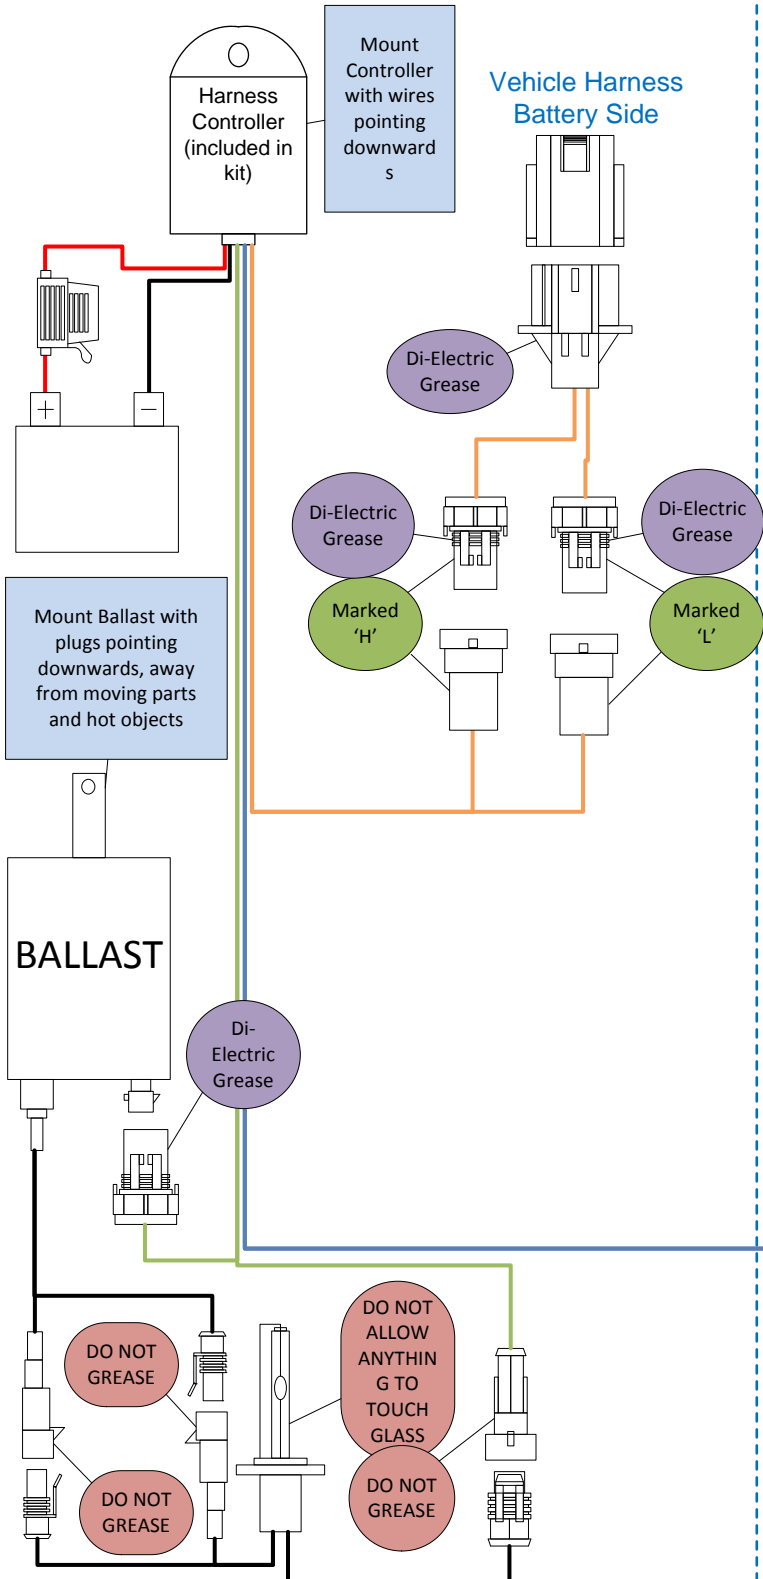 Mount
Controller
with wires
pointing
downward
s
Harness
Controller
(included in
kit)
Vehicle Harness
Battery Side
Di-Electric
Grease
+
−
Di-Electric
Grease
Di-Electric
Grease
Marked
‘H’
Marked
‘L’
Mount Ballast with
plugs pointing
downwards, away
from moving parts
and hot objects
BALLAST
Di-
Electric
Grease
DO NOT
ALLOW
ANYTHIN
G TO
TOUCH
GLASS
DO NOT
GREASE
DO NOT
GREASE
DO NOT
GREASE